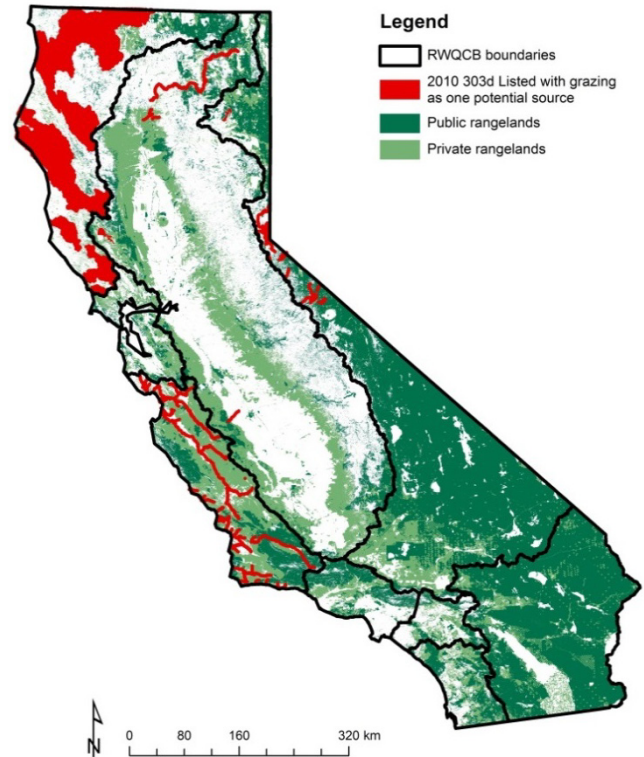 Legend
RWQCB boundaries
2010 303d Listed with grazing
as one potential source
Public rangelands
Private rangelands
N
0 80 160 320 km